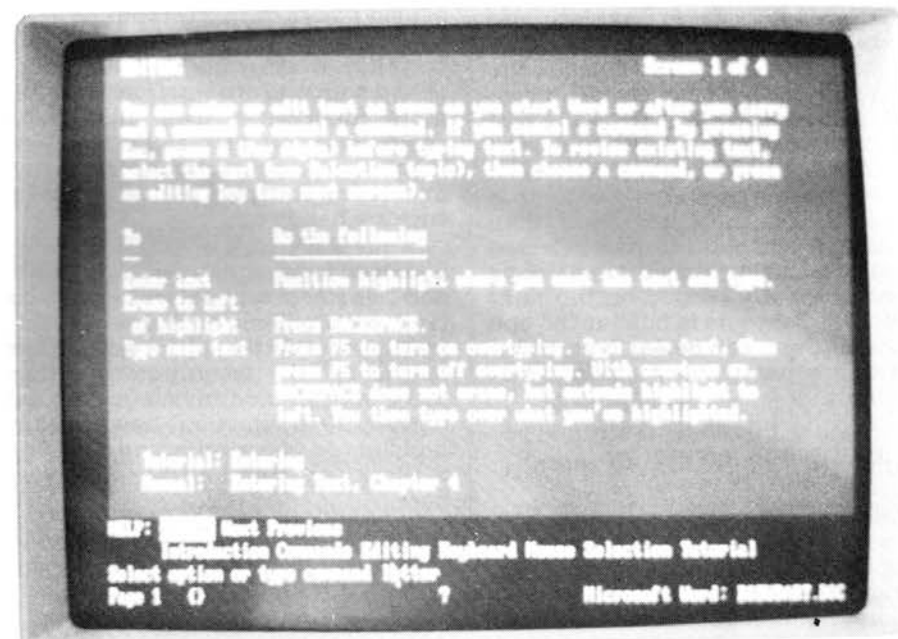 EDITING Screen 1 of 4
You can enter or edit text as soon as you start Word or after you carry
out a command or cancel a command. If you cancel a command by pressing
Esc, press A (for Alpha) before typing text. To revise existing text,
select the text (see Selection topic), then choose a command, or press
an editing key (see next screen).
To Do the following
Enter text Position highlight where you want the text and type.
Erase to left
of highlight Press BACKSPACE.
Type over text Press F5 to turn on overtyping. Type over text, then
press F5 to turn off overtyping. With overtype on,
BACKSPACE does not erase, but extends highlight to
left. You then type over what you've highlighted.
Tutorial: Entering
Manual: Entering Text, Chapter 4
HELP: Next Previous
Introduction Commands Editing Keyboard Mouse Selection Tutorial
Select option or type command letter
Page 1 {} ? Microsoft Word: